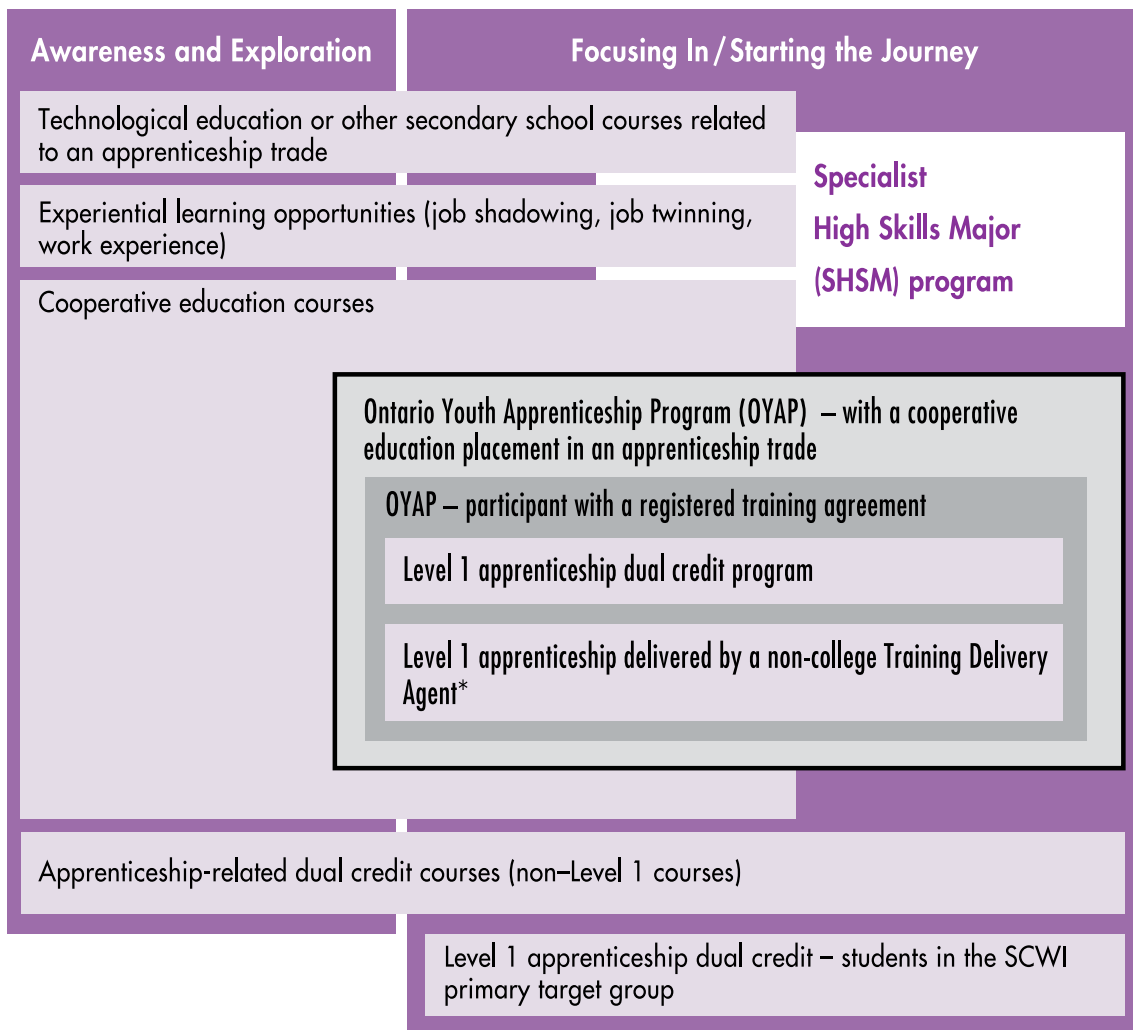 Awareness and Exploration
Focusing In / Starting the Journey
Technological education or other secondary school courses related
to an apprenticeship trade
Experiential learning opportunities (job shadowing, job twinning,
work experience)
Specialist
High Skills Major
(SHSM) program
Cooperative education courses
Ontario Youth Apprenticeship Program (OYAP) – with a cooperative
education placement in an apprenticeship trade
OYAP – participant with a registered training agreement
Level 1 apprenticeship dual credit program
Level 1 apprenticeship delivered by a non-college Training Delivery
Agent*
Apprenticeship-related dual credit courses (non–Level 1 courses)
Level 1 apprenticeship dual credit – students in the SCWI
primary target group